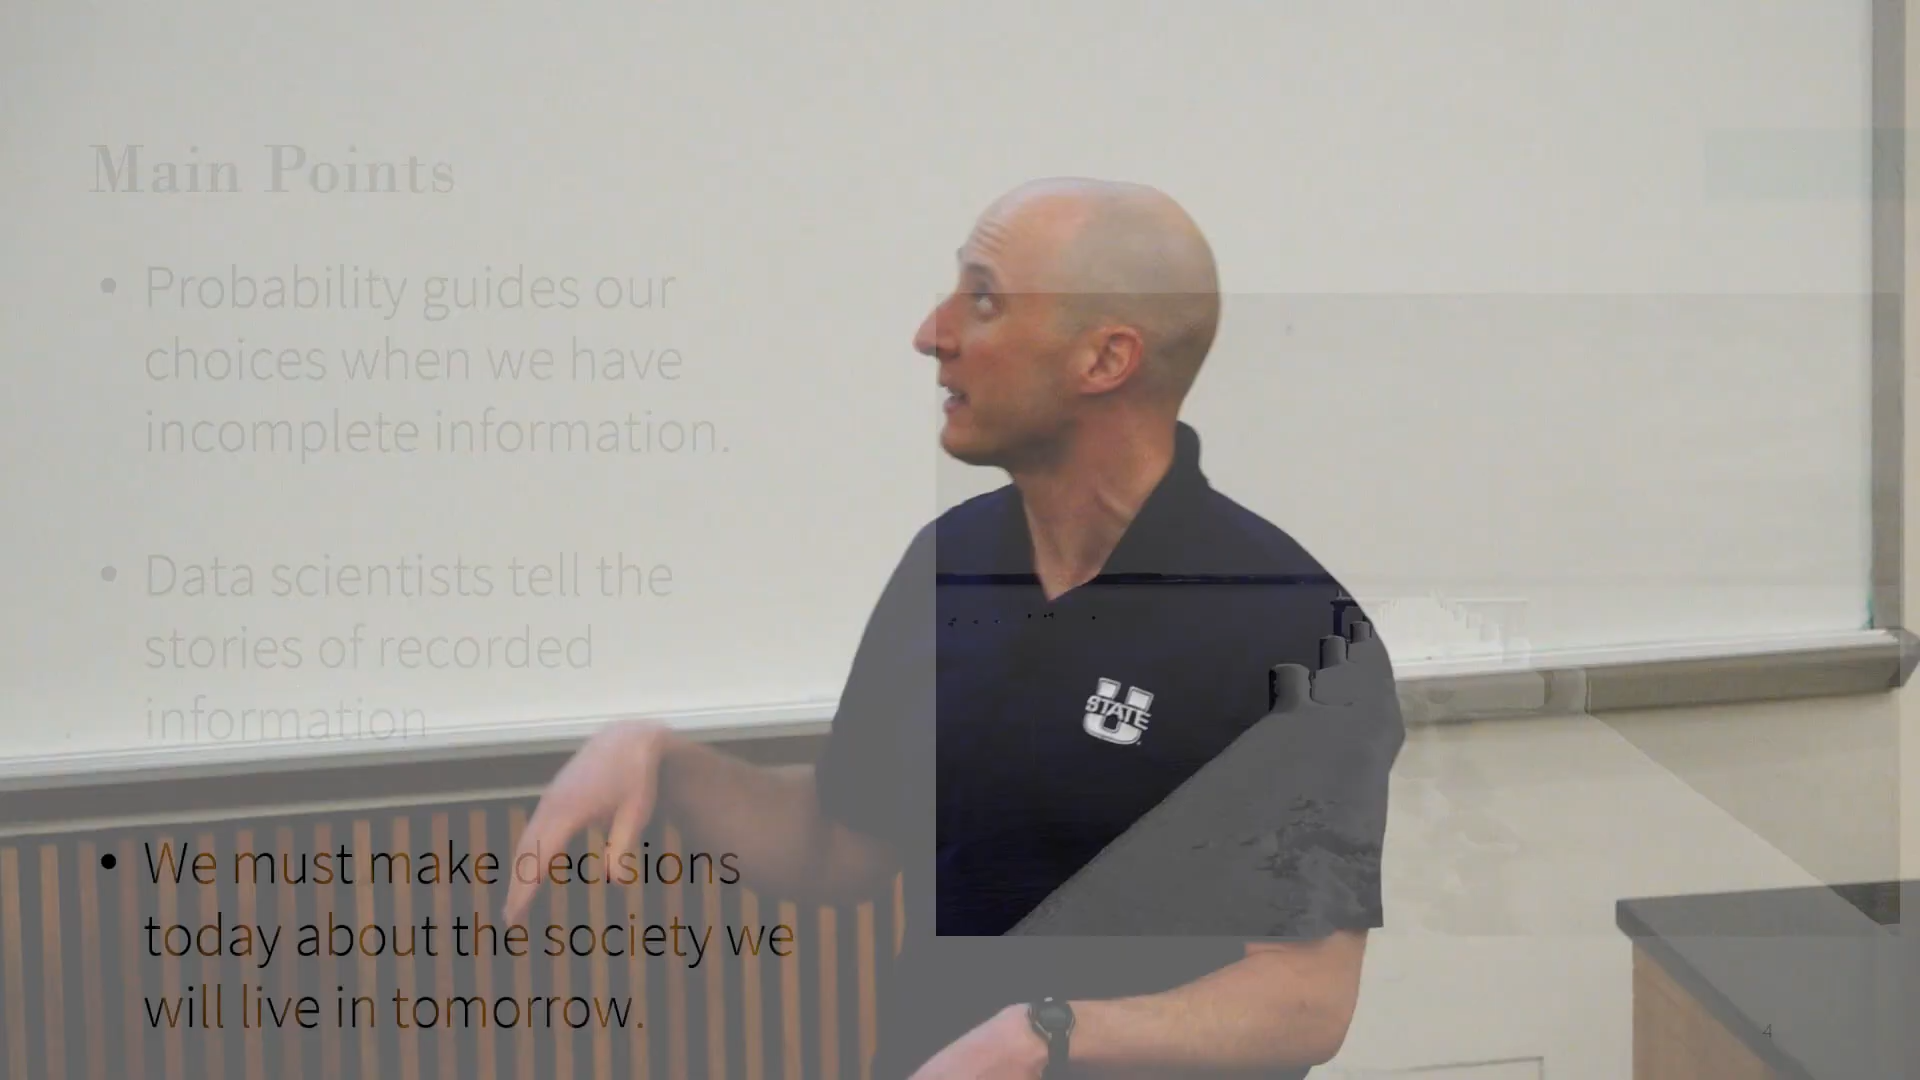 Main Points
• Probability guides our
choices when we have
incomplete information.
• Data scientists tell the
stories of recorded
information
• We must make decisions
today about the society we
will live in tomorrow.
U
STATE
4